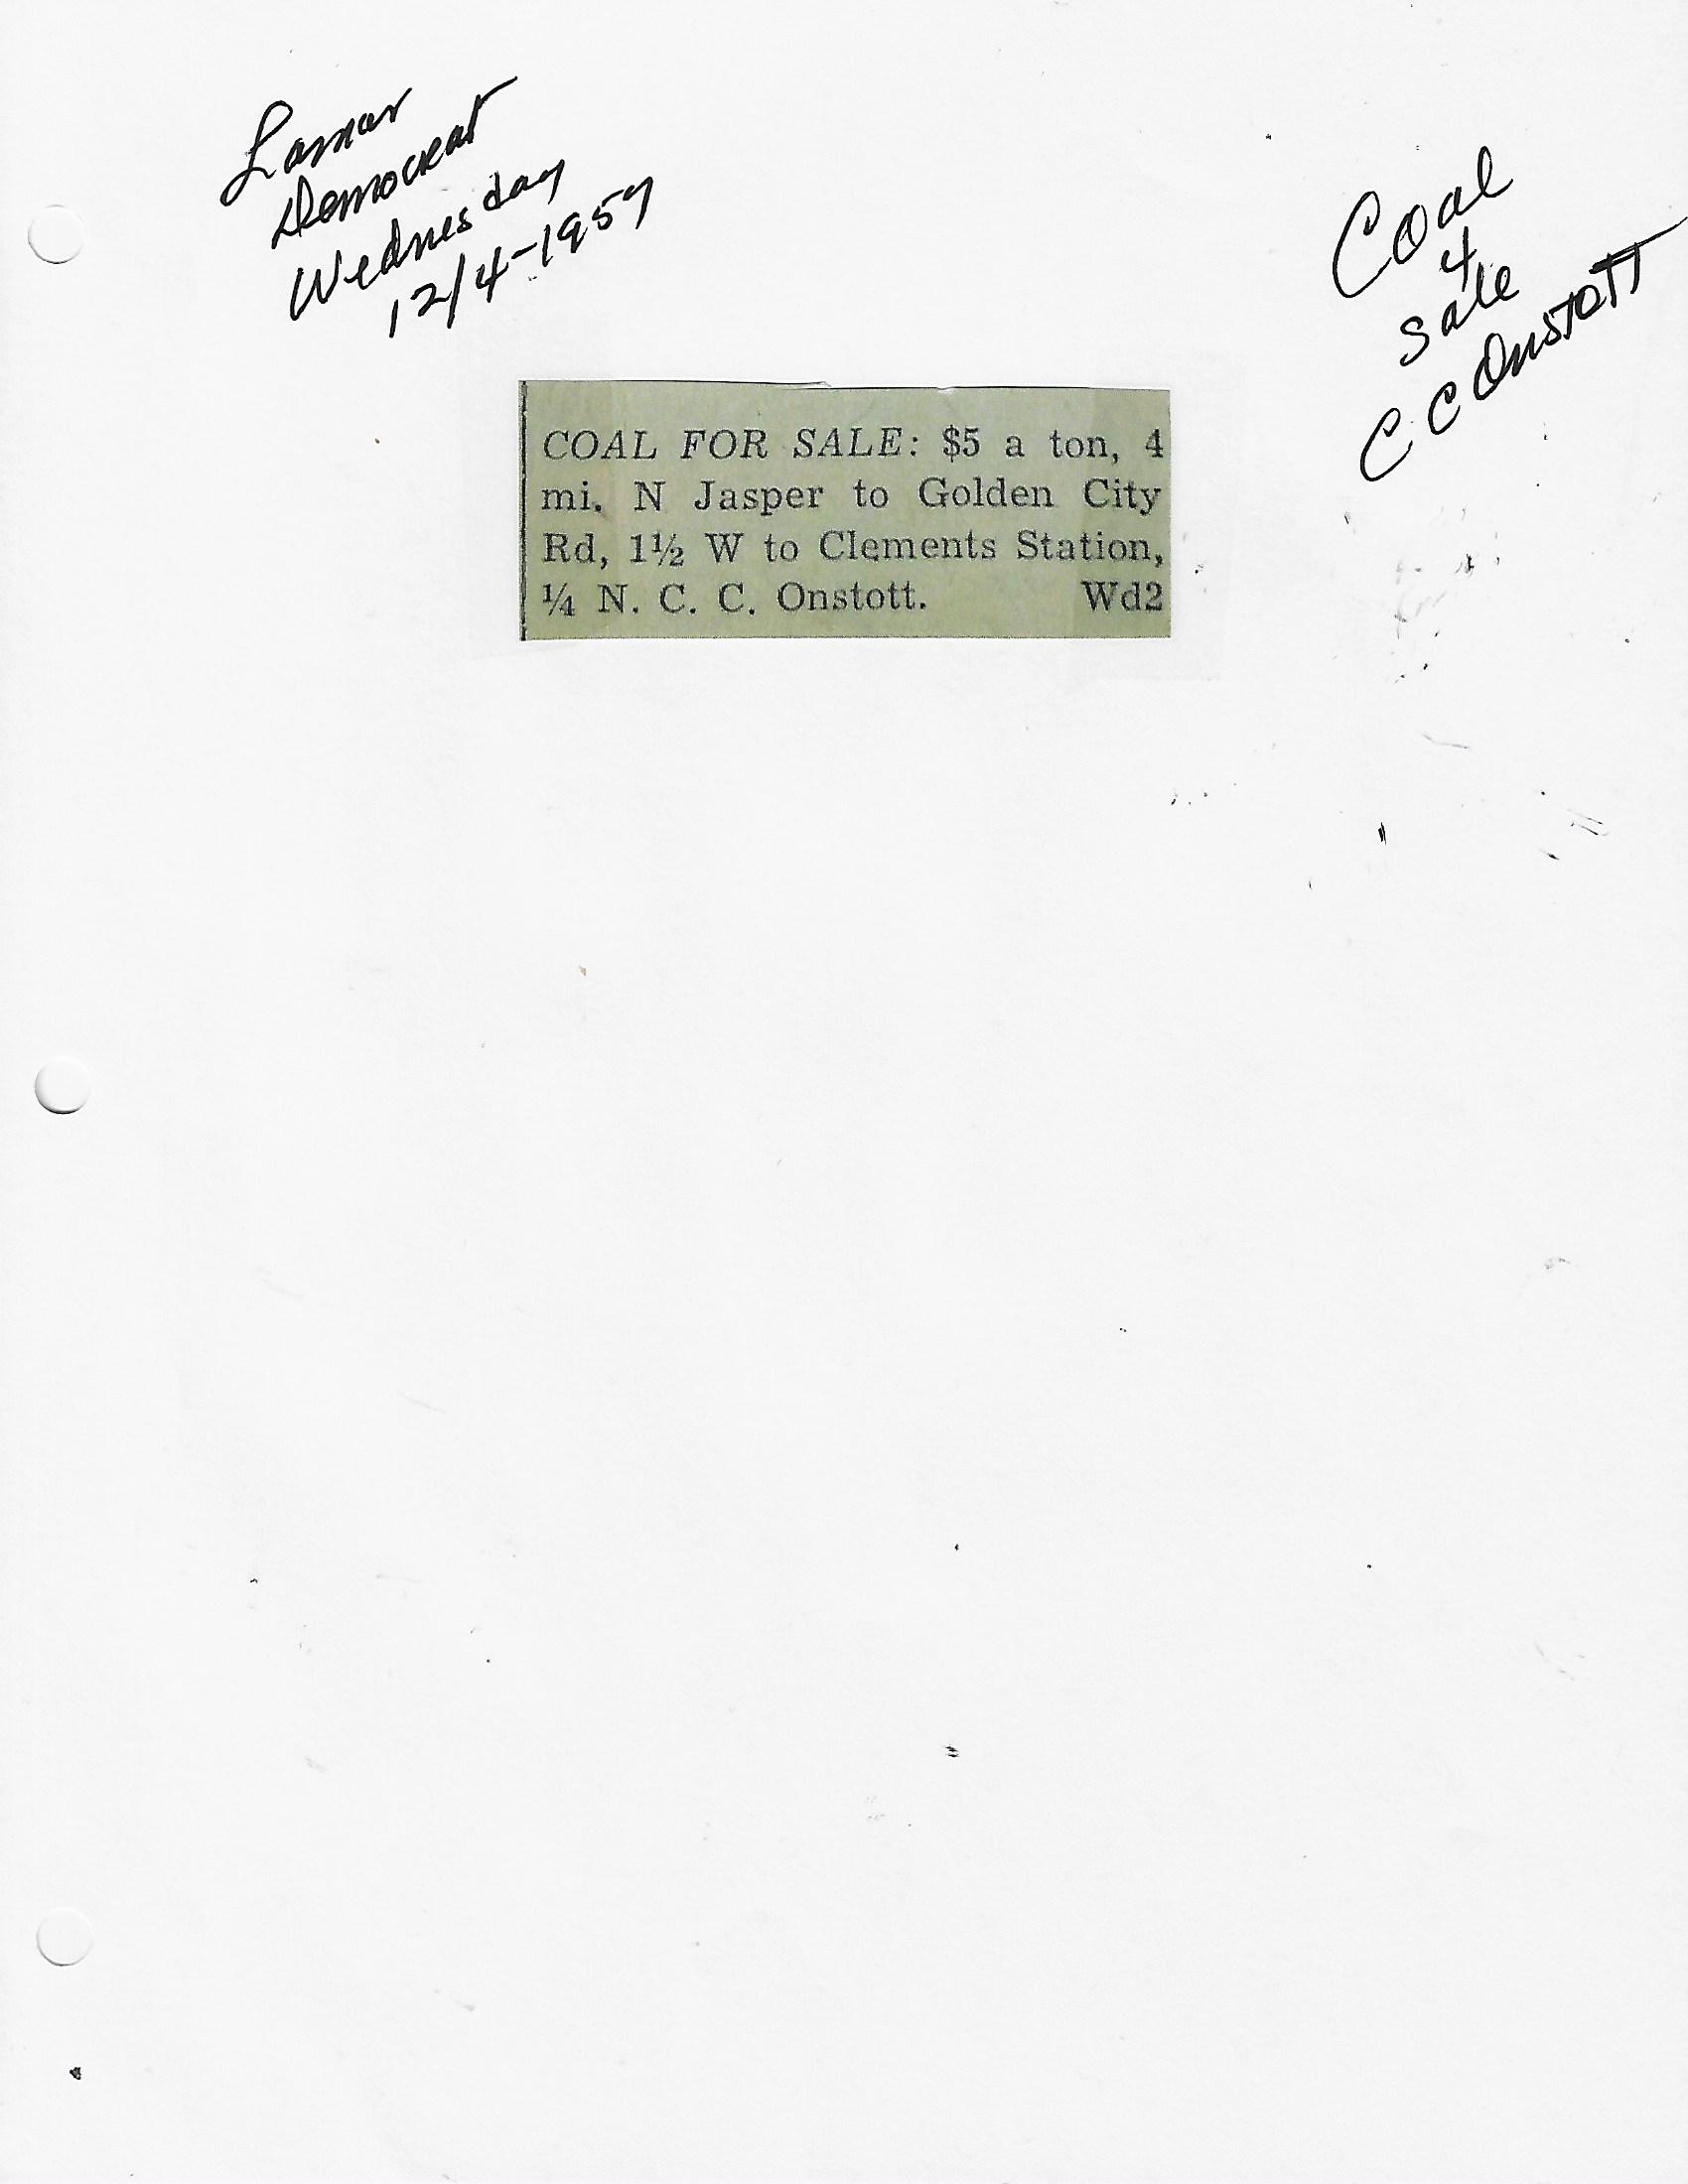 Lamar
Democrat
Wednesday
12/4-1957
Coal
4
Sale
C C Onstott
COAL FOR SALE: $5 a ton, 4
mi. N Jasper to Golden City
Rd, 1½ W to Clements Station,
¼ N. C. C. Onstott. Wd2